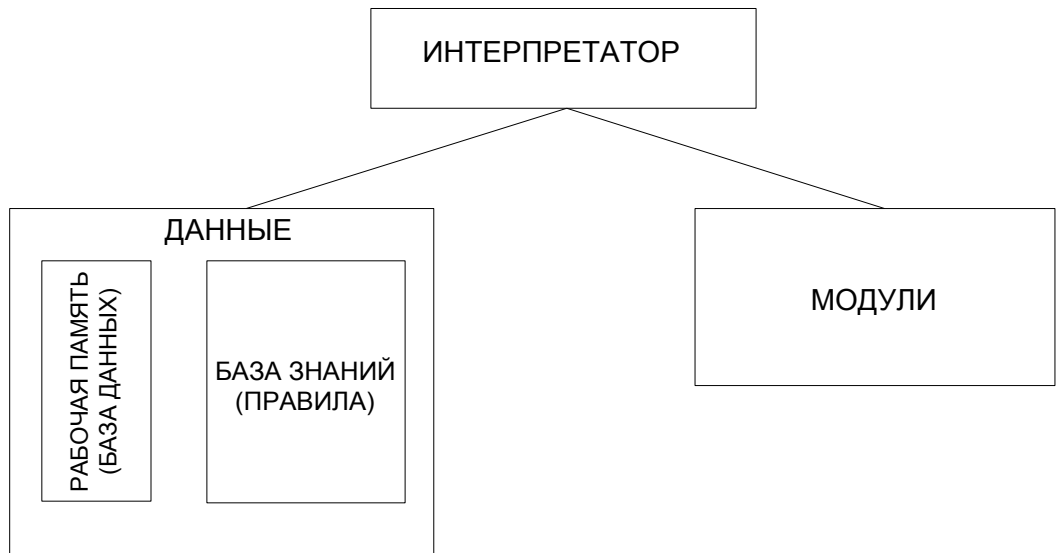 ИНТЕРПРЕТАТОР
ДАННЫЕ
РАБОЧАЯ ПАМЯТЬ
(БАЗА ДАННЫХ)
БАЗА ЗНАНИЙ
(ПРАВИЛА)
МОДУЛИ